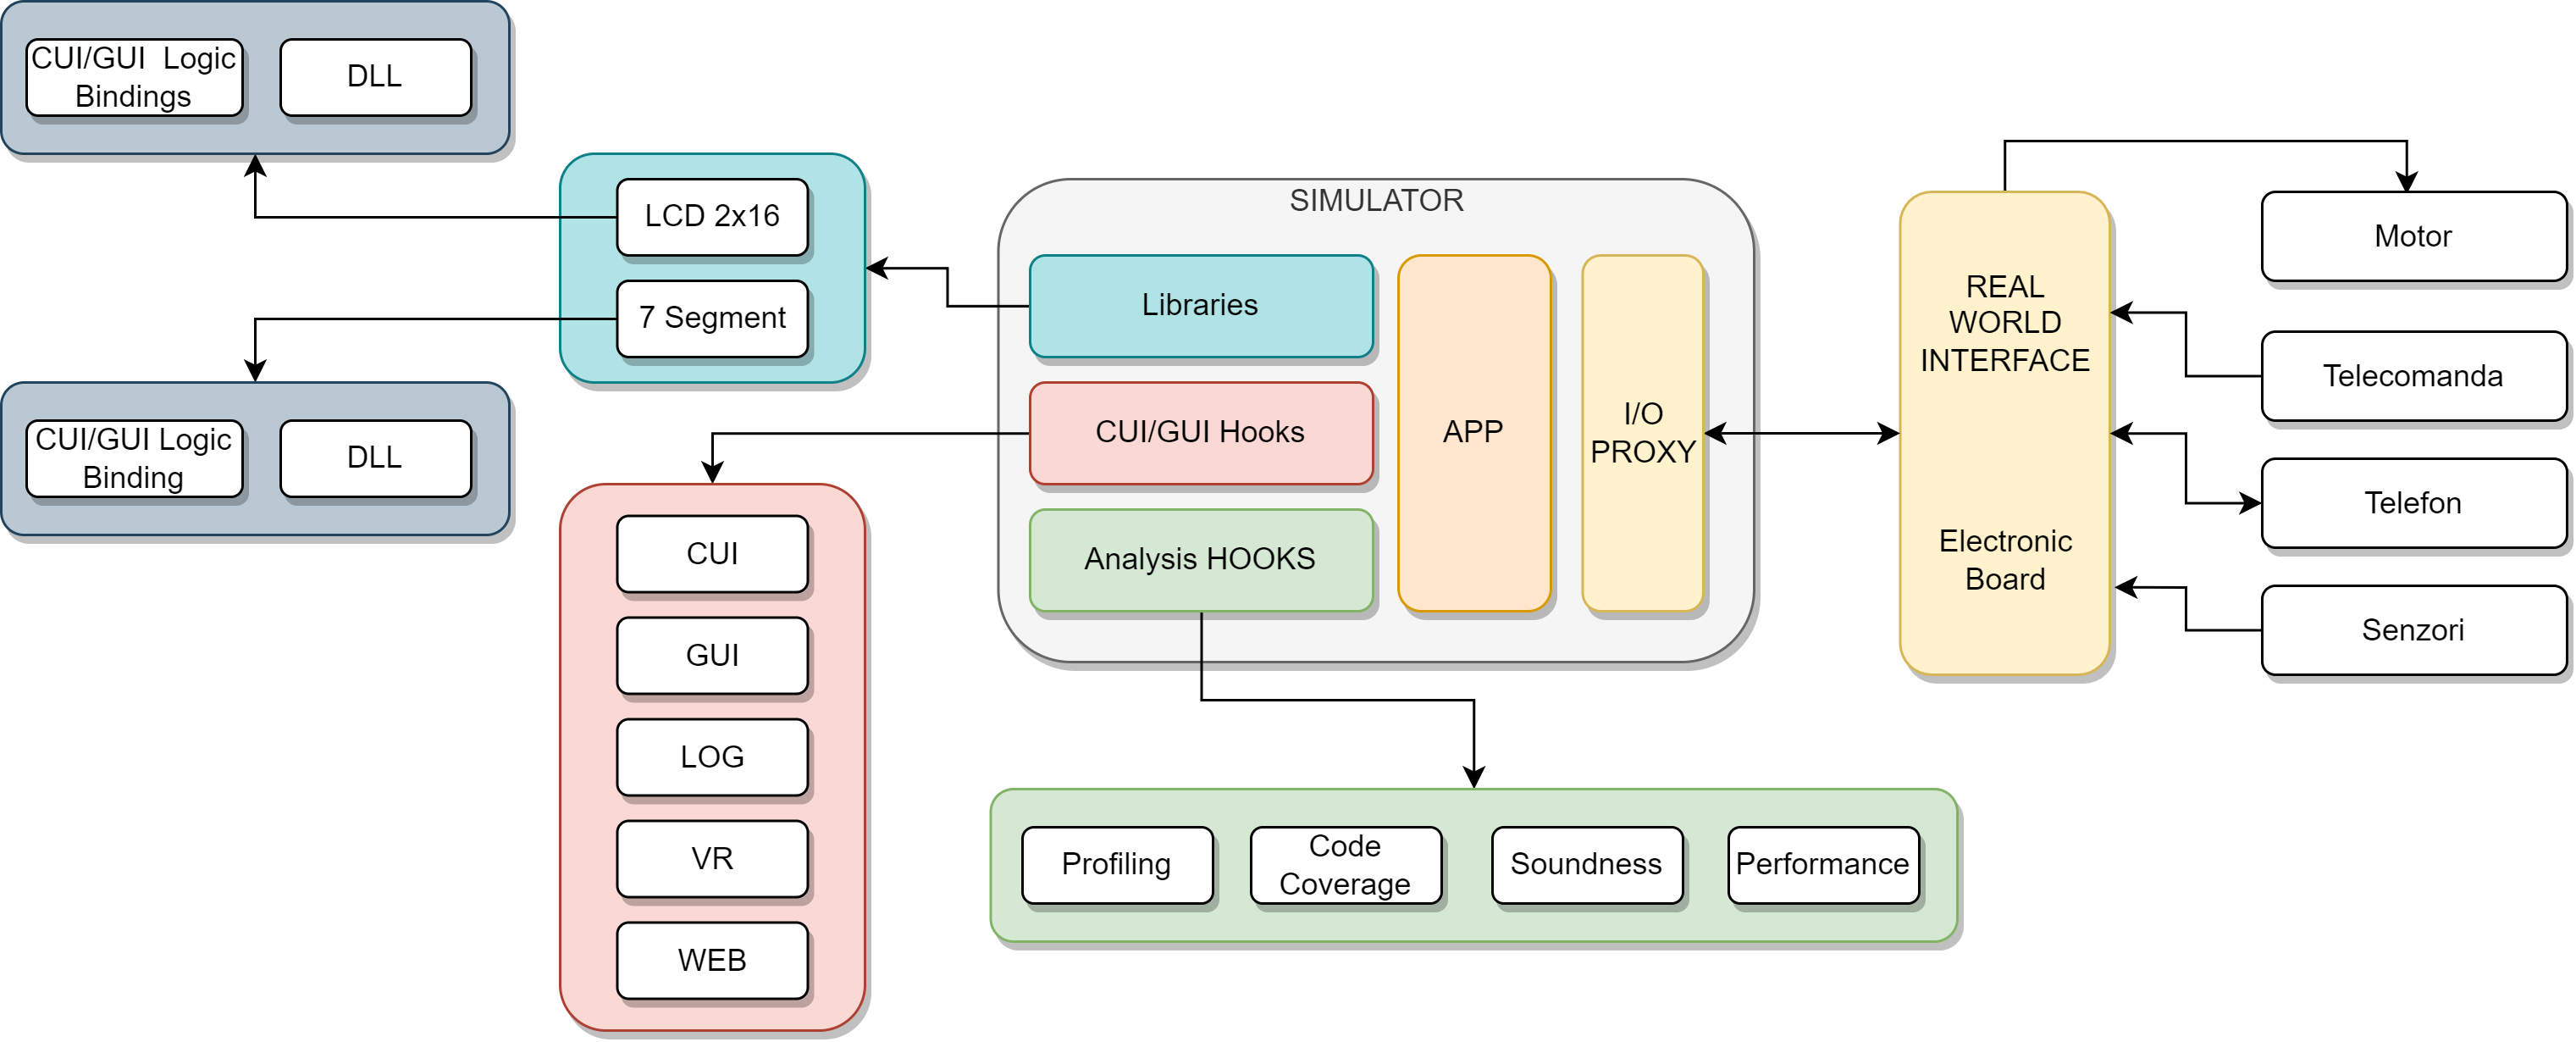 CUI/GUI  Logic
Bindings
DLL
LCD 2x16
7 Segment
CUI/GUI Logic
Binding
DLL
CUI
GUI
LOG
VR
WEB
SIMULATOR
Libraries
CUI/GUI Hooks
Analysis HOOKS
APP
I/O
PROXY
Profiling
Code
Coverage
Soundness
Performance
REAL
WORLD
INTERFACE
Electronic
Board
Motor
Telecomanda
Telefon
Senzori